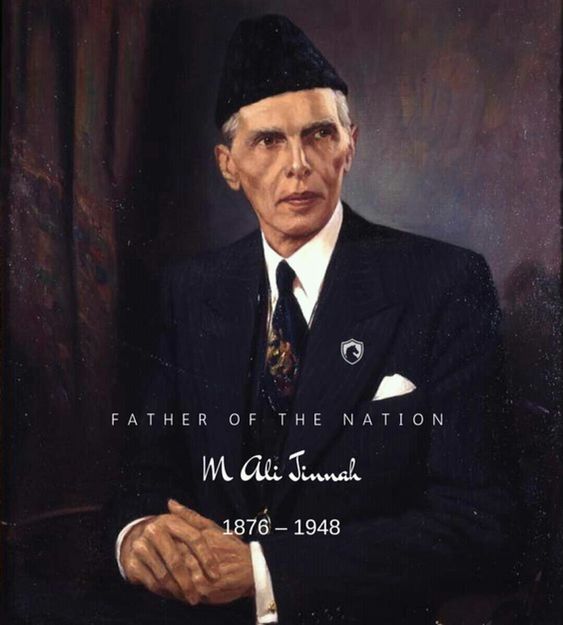 FATHER OF THE NATION
M Ali Jinnah
1876 – 1948